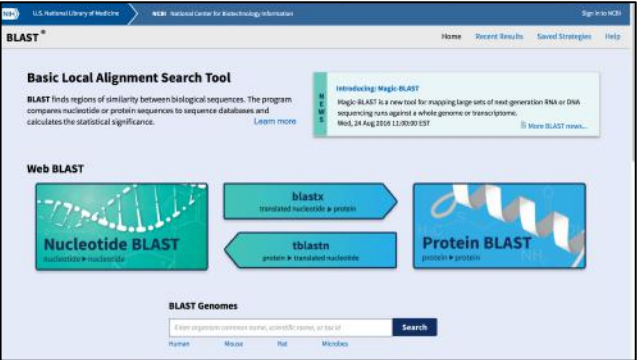 NIH U.S. National Library of Medicine NCBI National Center for Biotechnology Information Sign in to NCBI
BLAST ® Home Recent Results Saved Strategies Help
Basic Local Alignment Search Tool
BLAST finds regions of similarity between biological sequences. The program
compares nucleotide or protein sequences to sequence databases and
calculates the statistical significance. Learn more
NEWS
Introducing: Magic-BLAST
Magic-BLAST is a new tool for mapping large sets of next-generation RNA or DNA
sequencing runs against a whole genome or transcriptome.
Wed, 24 Aug 2016 11:00:00 EST
More BLAST news...
Web BLAST
Nucleotide BLAST
nucleotide ▸ nucleotide
blastx
translated nucleotide ▸ protein
tblastn
protein ▸ translated nucleotide
Protein BLAST
protein ▸ protein
BLAST Genomes
Enter organism common name, scientific name, or tax id Search
Human Mouse Rat Microbes